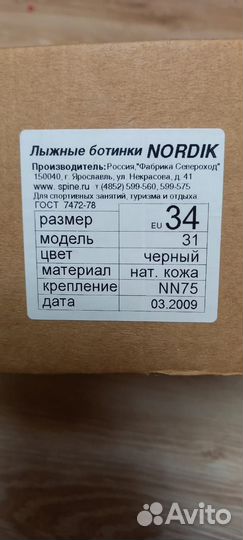 Лыжные ботинки NORDIK
Производитель: Россия,"Фабрика Североход"
150040, г. Ярославль, ул. Некрасова, д. 41
www. spine.ru т (4852) 599-560, 599-575
Для спортивных занятий, туризма и отдыха
ГОСТ 7472-78
размер EU 34
модель 31
цвет черный
материал нат. кожа
крепление NN75
дата 03.2009
Avito